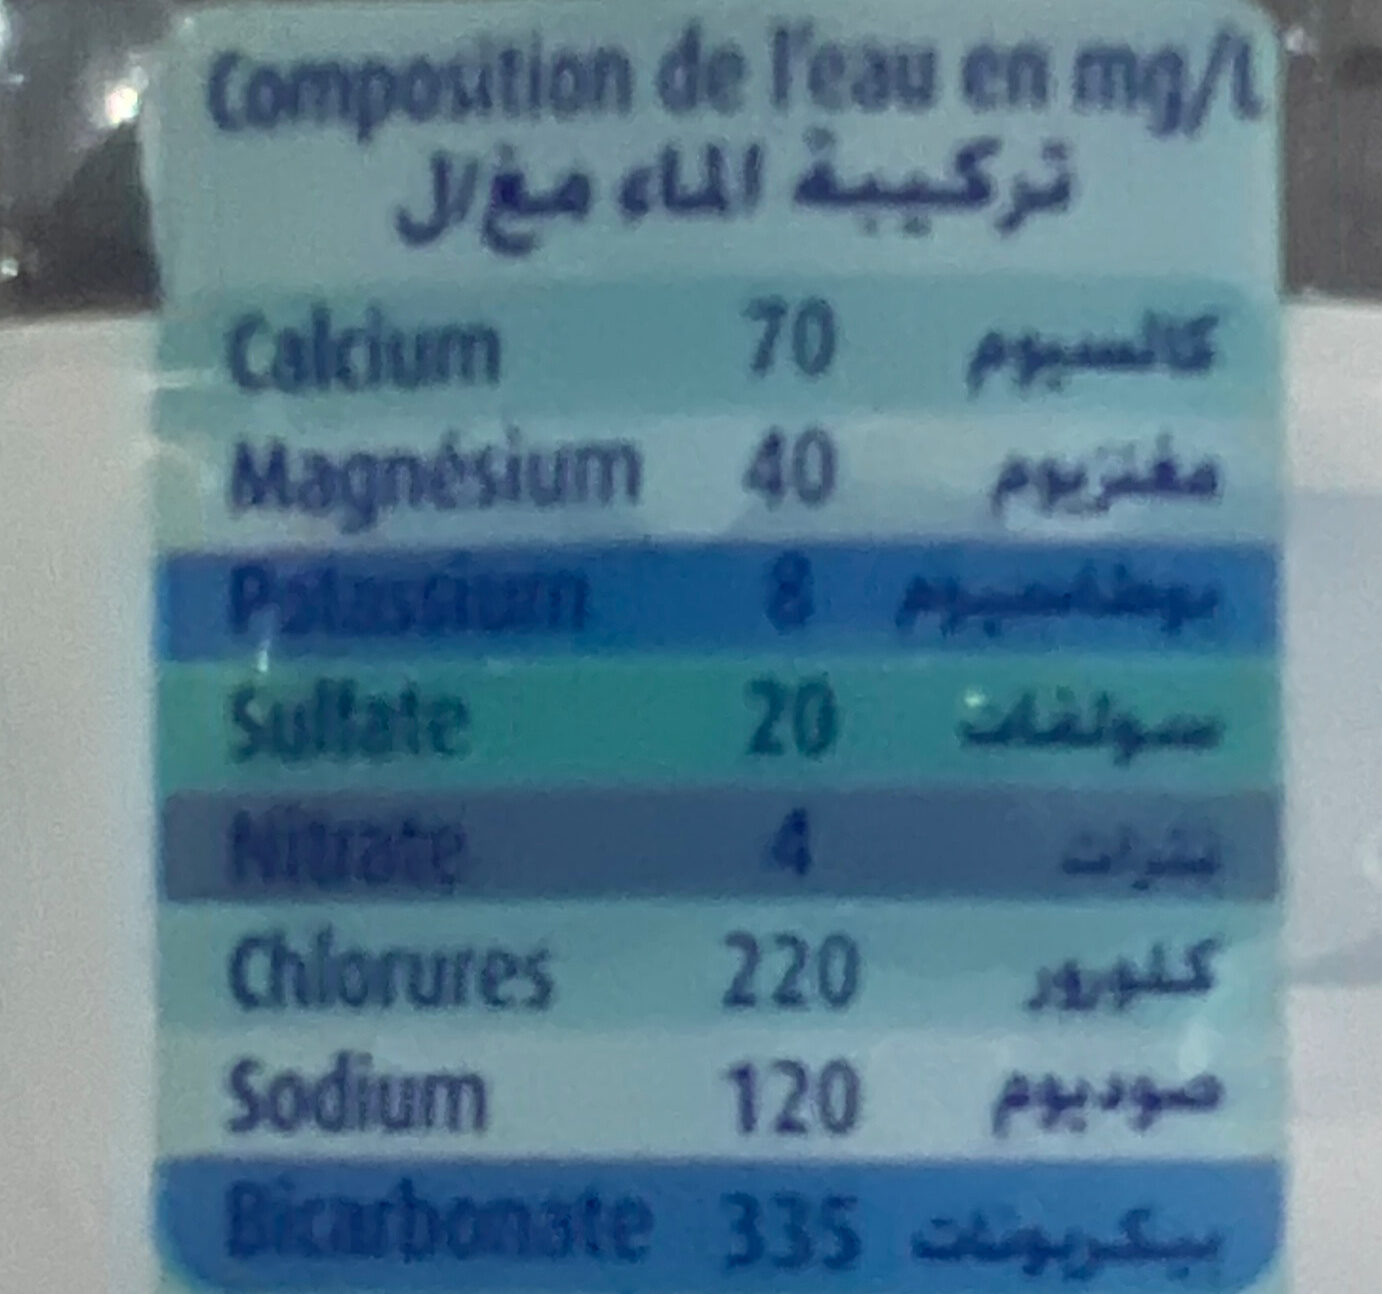 Composition de l'eau en mg/l
تركيبة الماء مغ/ل
Calcium 70 كالسيوم
Magnésium 40 مغنزيوم
Potassium 8 بوطاسيوم
Sulfate 20 سولفات
Nitrate 4 نترات
Chlorures 220 كلورور
Sodium 120 صوديوم
Bicarbonate 335 بيكربونات